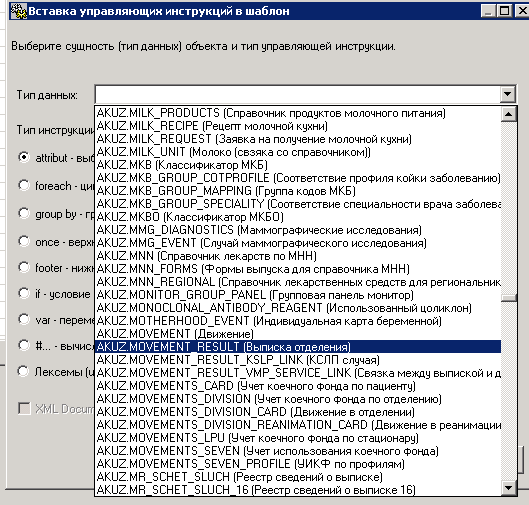 Вставка управляющих инструкций в шаблон
Выберите сущность (тип данных) объекта и тип управляющей инструкции.
Тип данных:
AKUZ.MILK_PRODUCTS (Справочник продуктов молочного питания)
AKUZ.MILK_RECIPE (Рецепт молочной кухни)
AKUZ.MILK_REQUEST (Заявка на получение молочной кухни)
AKUZ.MILK_UNIT (Молоко (свзяка со справочником))
AKUZ.MKB (Классификатор МКБ)
AKUZ.MKB_GROUP_COTPROFILE (Соответствие профиля койки заболеванию)
AKUZ.MKB_GROUP_MAPPING (Группа кодов МКБ)
AKUZ.MKB_GROUP_SPECIALITY (Соответствие специальности врача заболева
AKUZ.MKBO (Классификатор МКБО)
AKUZ.MMG_DIAGNOSTICS (Маммографические исследования)
AKUZ.MMG_EVENT (Случай маммографического исследования)
AKUZ.MNN (Справочник лекарств по МНН)
AKUZ.MNN_FORMS (Формы выпуска для справочника МНН)
AKUZ.MNN_REGIONAL (Справочник лекарственных средств для региональник
AKUZ.MONITOR_GROUP_PANEL (Групповая панель монитор)
AKUZ.MONOCLONAL_ANTIBODY_REAGENT (Использованный цоликлон)
AKUZ.MOTHERHOOD_EVENT (Индивидуальная карта беременной)
AKUZ.MOVEMENT (Движение)
AKUZ.MOVEMENT_RESULT (Выписка отделения)
AKUZ.MOVEMENT_RESULT_KSLP_LINK (КСЛП случая)
AKUZ.MOVEMENT_RESULT_VMP_SERVICE_LINK (Связка между выпиской и д
AKUZ.MOVEMENTS_CARD (Учет коечного фонда по пациенту)
AKUZ.MOVEMENTS_DIVISION (Учет коечного фонда по отделению)
AKUZ.MOVEMENTS_DIVISION_CARD (Движение в отделении)
AKUZ.MOVEMENTS_DIVISION_REANIMATION_CARD (Движение в реанимации
AKUZ.MOVEMENTS_LPU (Учет коечного фонда по стационару)
AKUZ.MOVEMENTS_SEVEN (Учет использования коечного фонда)
AKUZ.MOVEMENTS_SEVEN_PROFILE (УИКФ по профилям)
AKUZ.MR_SCHET_SLUCH (Реестр сведений о выписке)
AKUZ.MR_SCHET_SLUCH_16 (Реестр сведений о выписке 16)
Тип инструкци
attribut - выб
foreach - ци
group by - гр
once - верхн
footer - нижн
if - условие
var - переме
#... - вычис
Лексемы (ц
XML Docum